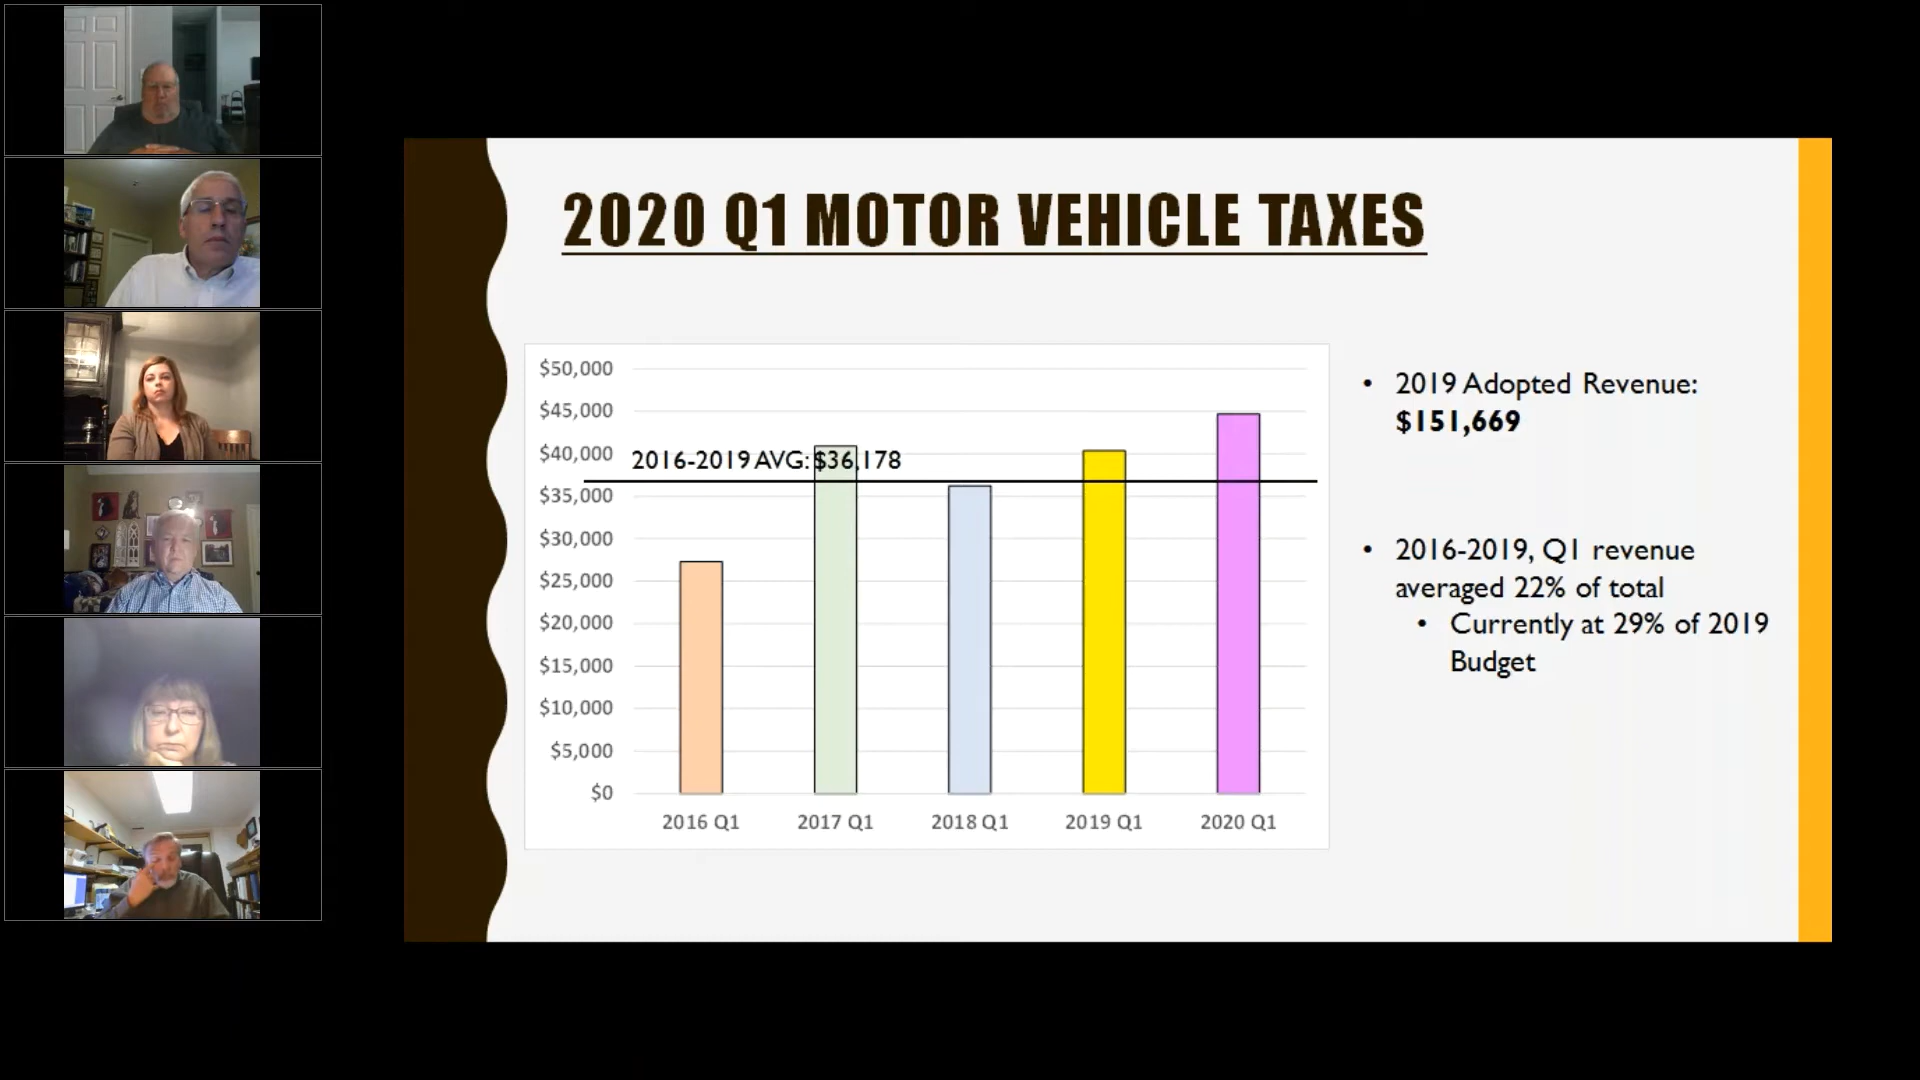 2020 Q1 MOTOR VEHICLE TAXES
$50,000
$45,000
$40,000
$35,000
$30,000
$25,000
$20,000
$15,000
$10,000
$5,000
$0
2016-2019 AVG: $36,178
2016 Q1
2017 Q1
2018 Q1
2019 Q1
2020 Q1
• 2019 Adopted Revenue:
$151,669
• 2016-2019, Q1 revenue
averaged 22% of total
• Currently at 29% of 2019
Budget